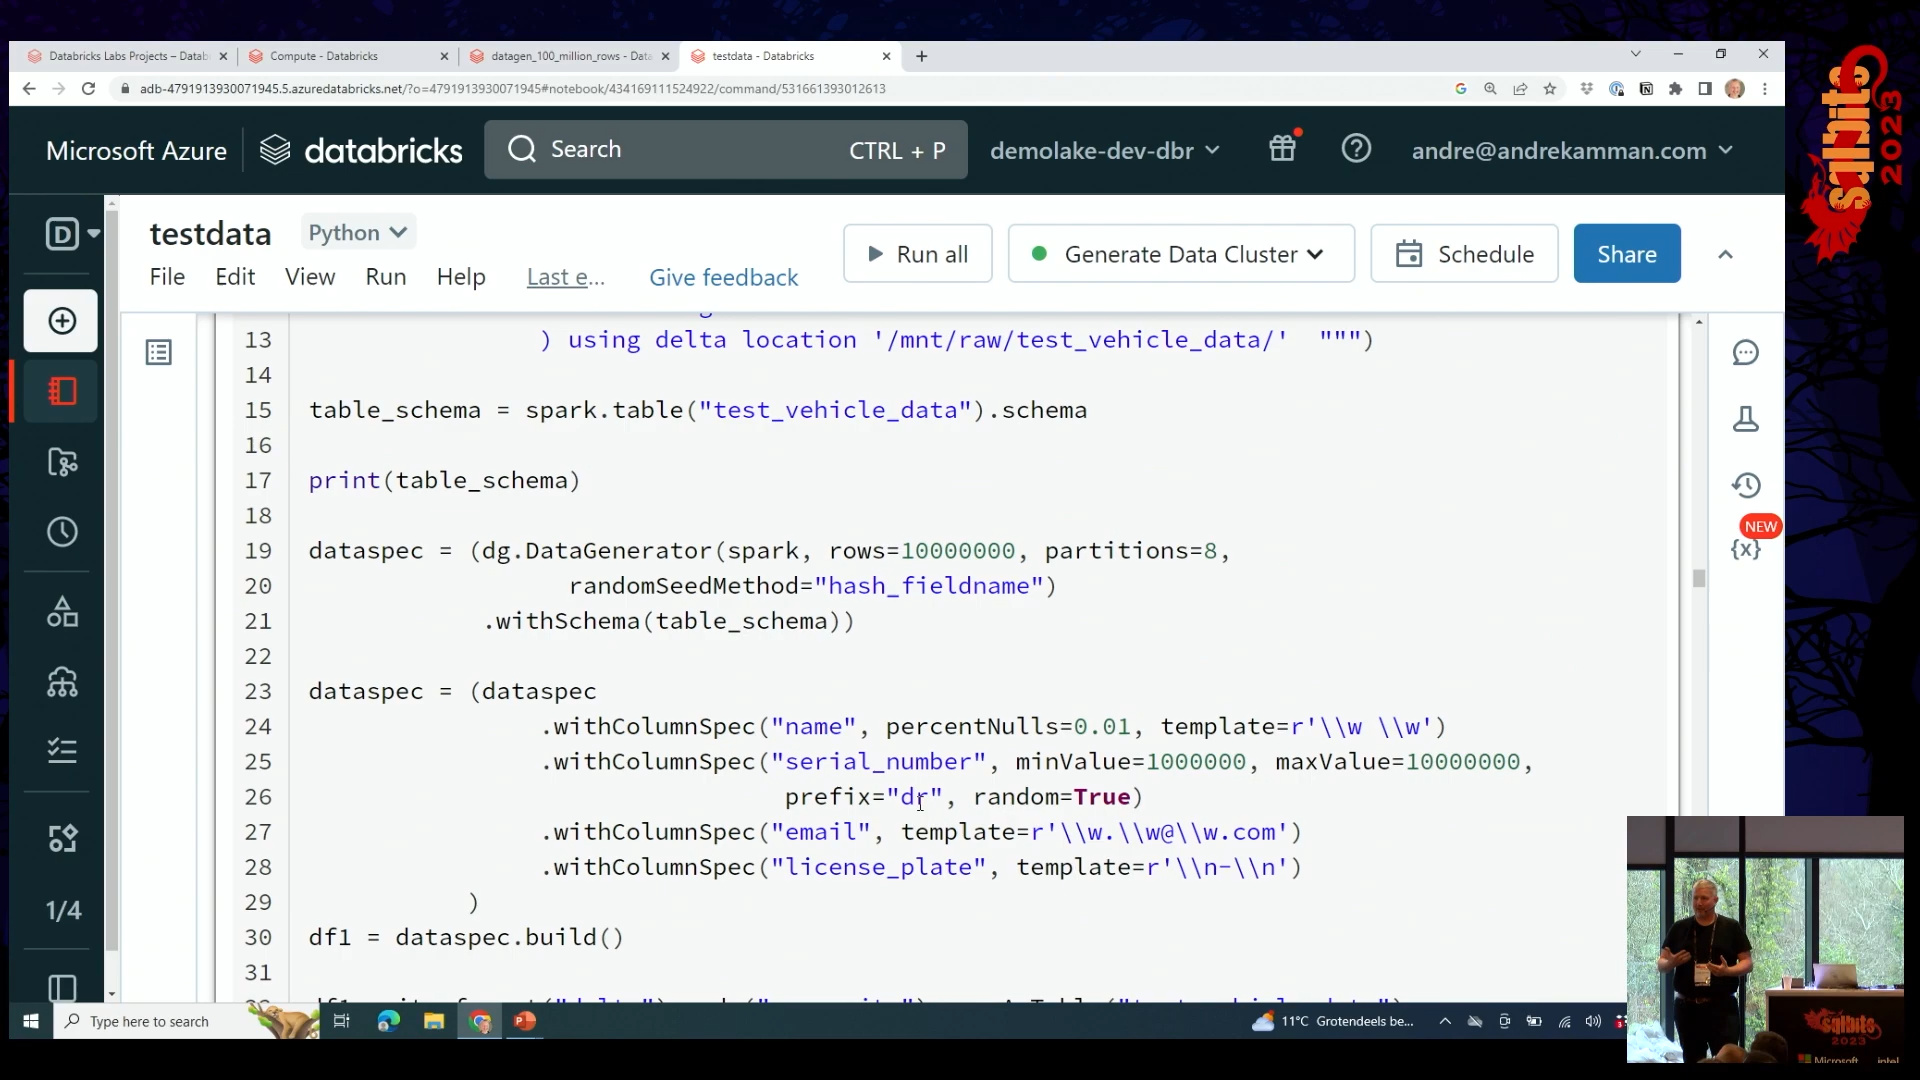 Databricks Labs Projects – Datab
Compute - Databricks
datagen_100_million_rows - Data
testdata - Databricks
adb-4791913930071945.5.azuredatabricks.net/?o=4791913930071945#notebook/434169111524922/command/531661393012613
Microsoft Azure
databricks
Search
CTRL + P
demolake-dev-dbr
andre@andrekamman.com
sqlbits
2023
testdata
Python
Run all
Generate Data Cluster
Schedule
Share
File
Edit
View
Run
Help
Last e...
Give feedback
13 ) using delta location '/mnt/raw/test_vehicle_data/' """)
14
15 table_schema = spark.table("test_vehicle_data").schema
16
17 print(table_schema)
18
19 dataspec = (dg.DataGenerator(spark, rows=10000000, partitions=8,
20 randomSeedMethod="hash_fieldname")
21 .withSchema(table_schema))
22
23 dataspec = (dataspec
24 .withColumnSpec("name", percentNulls=0.01, template=r'\\w \\w')
25 .withColumnSpec("serial_number", minValue=1000000, maxValue=10000000,
26 prefix="dr", random=True)
27 .withColumnSpec("email", template=r'\\w.\\w@\\w.com')
28 .withColumnSpec("license_plate", template=r'\\n-\\n')
29 )
30 df1 = dataspec.build()
31
NEW
{x}
1/4
Type here to search
11°C Grotendeels be...
sqlbits
2023
Microsoft
intel